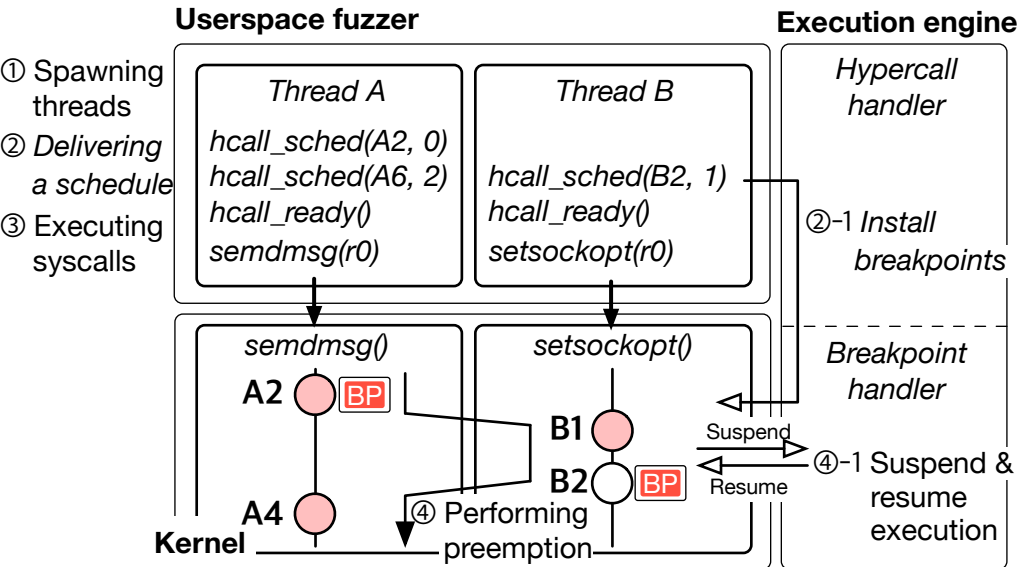 Userspace fuzzer
Execution engine
① Spawning
threads
② Delivering
a schedule
③ Executing
syscalls
Thread A
hcall_sched(A2, 0)
hcall_sched(A6, 2)
hcall_ready()
semdmsg(r0)
Thread B
hcall_sched(B2, 1)
hcall_ready()
setsockopt(r0)
Hypercall
handler
②-1 Install
breakpoints
semdmsg()
A2
BP
A4
Kernel
setsockopt()
B1
B2
BP
④ Performing
preemption
Breakpoint
handler
Suspend
Resume
④-1 Suspend &
resume
execution